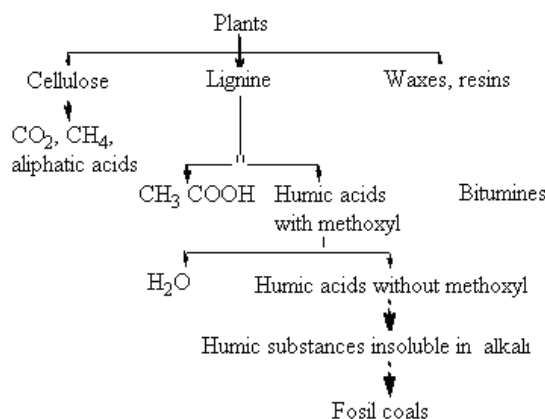 Plants
Cellulose Lignine Waxes, resins
CO2, CH4,
aliphatic acids
CH3 COOH Humic acids Bitumines
with methoxyl
H2O Humic acids without methoxyl
Humic substances insoluble in alkali
Fosil coals